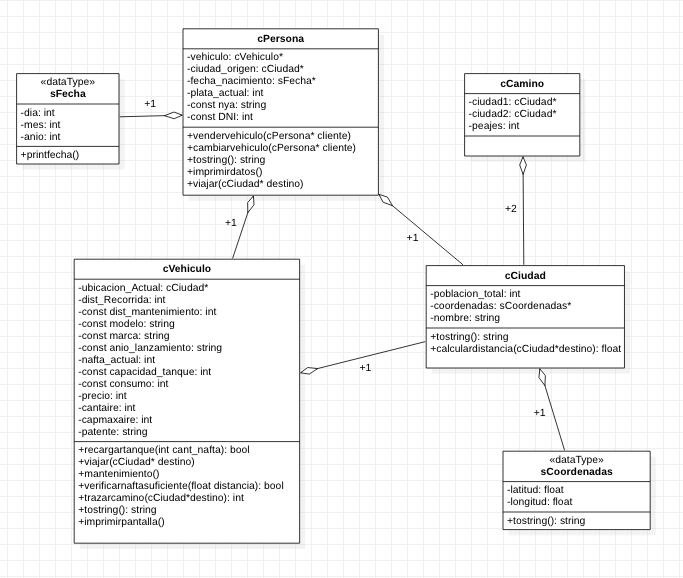 cPersona
-vehiculo: cVehiculo*
-ciudad_origen: cCiudad*
-fecha_nacimiento: sFecha*
-plata_actual: int
-const nya: string
-const DNI: int
+vendervehiculo(cPersona* cliente)
+cambiarvehiculo(cPersona* cliente)
+tostring(): string
+imprimirdatos()
+viajar(cCiudad* destino)
«dataType»
sFecha
-dia: int
-mes: int
-anio: int
+printfecha()
+1
cCamino
-ciudad1: cCiudad*
-ciudad2: cCiudad*
-peajes: int
+2
+1
+1
cVehiculo
-ubicacion_Actual: cCiudad*
-dist_Recorrida: int
-const dist_mantenimiento: int
-const modelo: string
-const marca: string
-const anio_lanzamiento: string
-nafta_actual: int
-const capacidad_tanque: int
-const consumo: int
-precio: int
-cantaire: int
-capmaxaire: int
-patente: string
+recargartanque(int cant_nafta): bool
+viajar(cCiudad* destino)
+mantenimiento()
+verificarnaftasuficiente(float distancia): bool
+trazarcamino(cCiudad*destino): int
+tostring(): string
+imprimirpantalla()
cCiudad
-poblacion_total: int
-coordenadas: sCoordenadas*
-nombre: string
+tostring(): string
+calculardistancia(cCiudad*destino): float
+1
+1
«dataType»
sCoordenadas
-latitud: float
-longitud: float
+tostring(): string